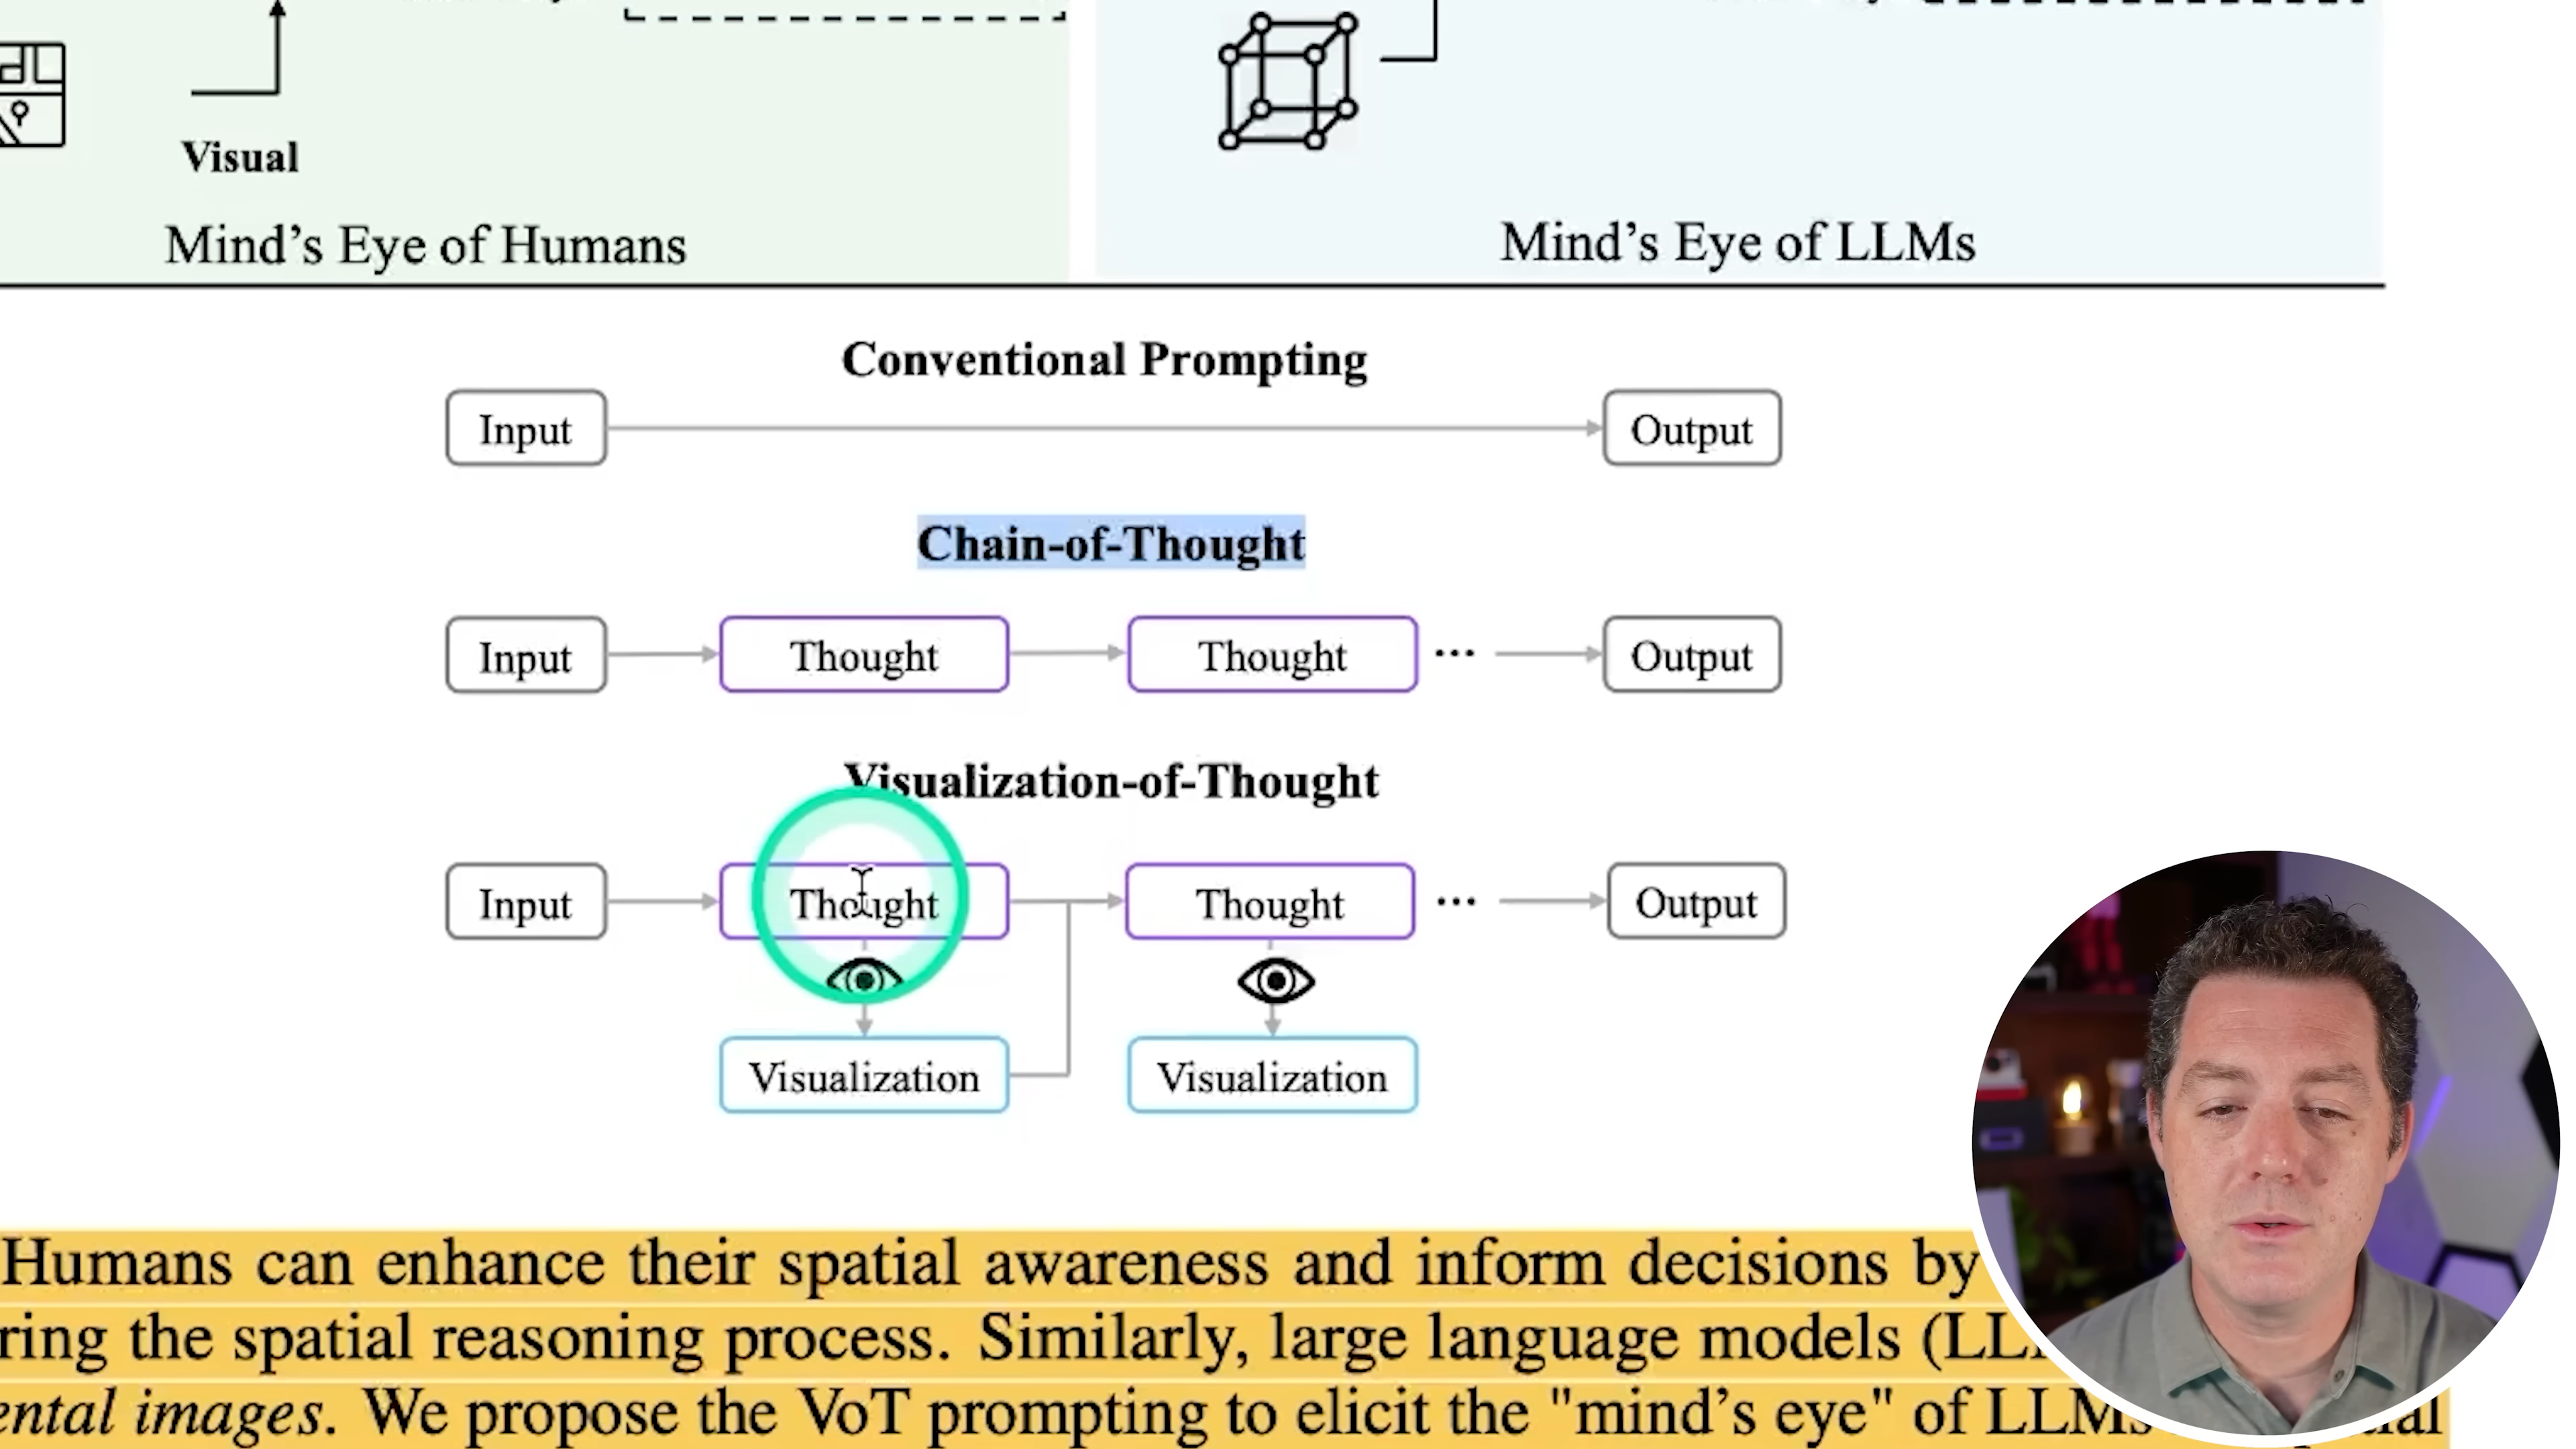 Visual
Mind's Eye of Humans
Mind's Eye of LLMs
Conventional Prompting
Input
Output
Chain-of-Thought
Input
Thought
Thought
...
Output
Visualization-of-Thought
Input
Thought
Thought
...
Output
Visualization
Visualization
Humans can enhance their spatial awareness and inform decisions by
ring the spatial reasoning process. Similarly, large language models (LL
ental images. We propose the VoT prompting to elicit the "mind's eye" of LLMs